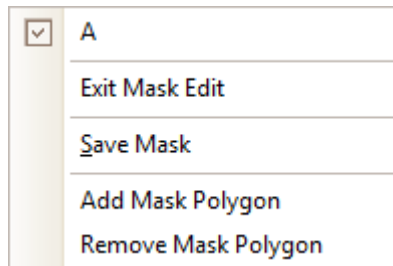 A
Exit Mask Edit
Save Mask
Add Mask Polygon
Remove Mask Polygon